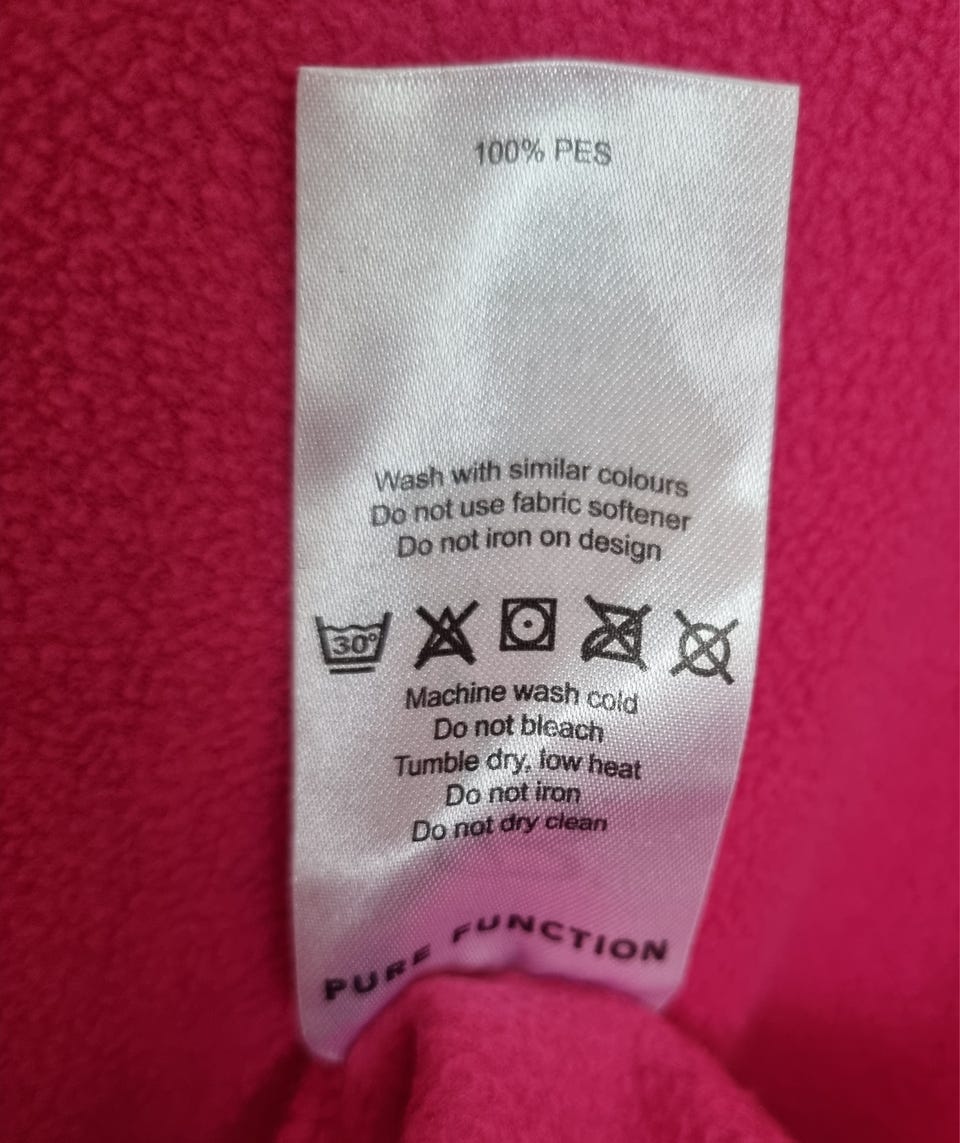 100% PES
Wash with similar colours
Do not use fabric softener
Do not iron on design
30°
Machine wash cold
Do not bleach
Tumble dry, low heat
Do not iron
Do not dry clean
PURE FUNCTION